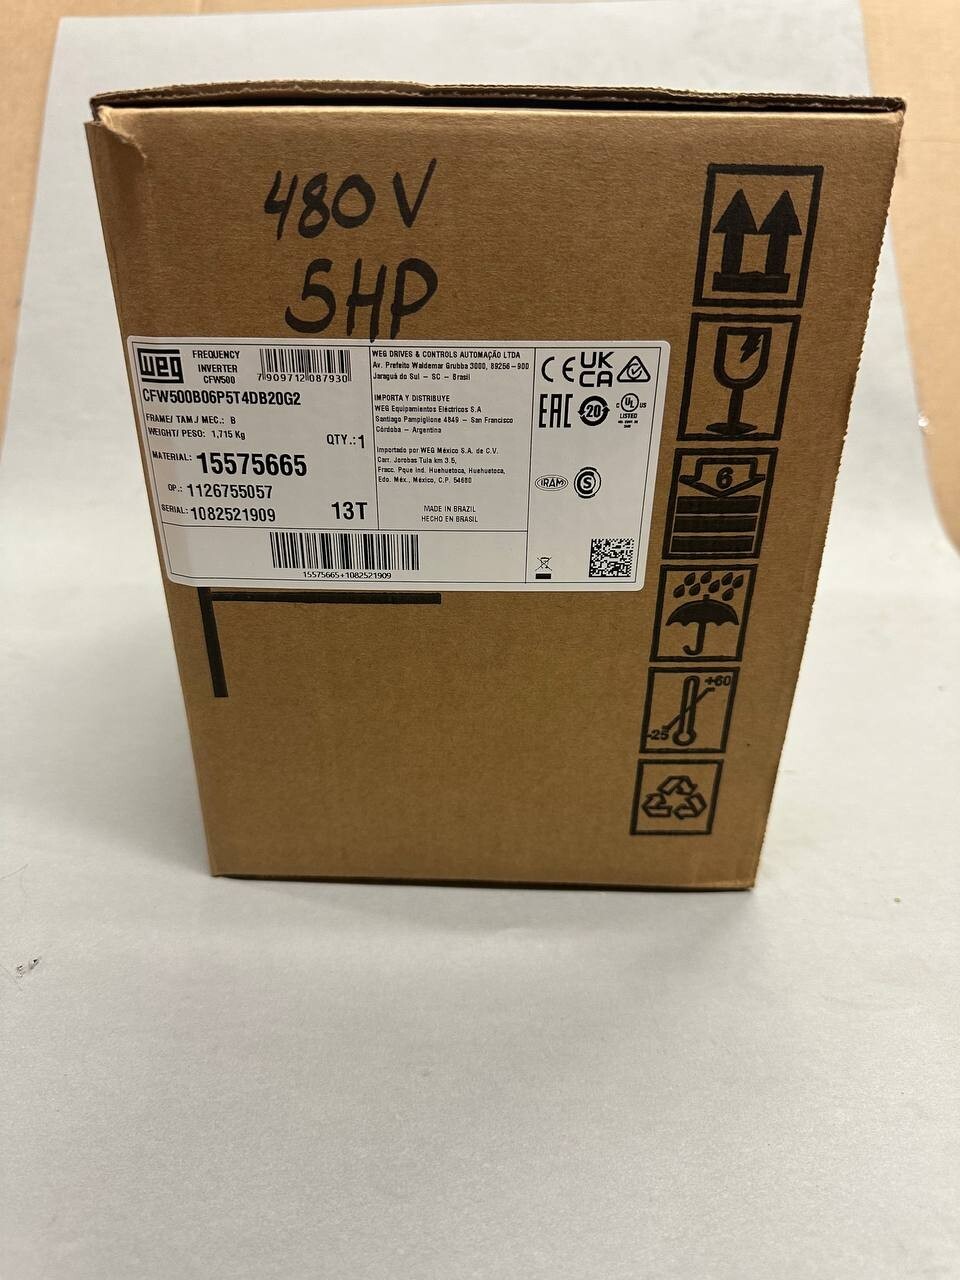 480V
5HP
weg
FREQUENCY
INVERTER
CFW500
7 909712 087930
CFW500B06P5T4DB20G2
FRAME/ TAM./ MEC.: B
WEIGHT/ PESO: 1,715 Kg
QTY.:1
MATERIAL: 15575665
OP.: 1126755057
SERIAL: 1082521909
13T
WEG DRIVES & CONTROLS AUTOMAÇÃO LTDA
Av. Prefeito Waldemar Grubba 3000, 89256-900
Jaraguá do Sul - SC - Brasil
IMPORTA Y DISTRIBUYE
WEG Equipamientos Eléctricos S.A
Santiago Pampiglione 4849 - San Francisco
Córdoba - Argentina
Importado por WEG México S.A. de C.V.
Carr. Jorobas Tula km 3.5,
Fracc. Pque Ind. Huehuetoca, Huehuetoca,
Edo. Méx., México, C.P. 54680
MADE IN BRAZIL
HECHO EN BRASIL
15575665+1082521909
CE UK
CA
EAC 20 c UL us
LISTED
IRAM S
6
+60
-25